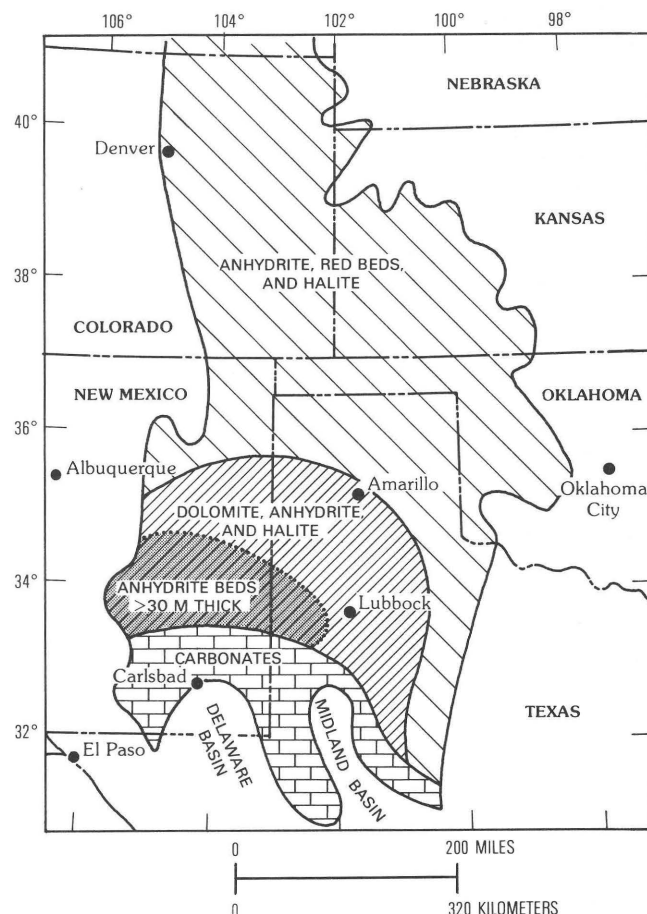 106° 104° 102° 100° 98°
NEBRASKA
40°
Denver
KANSAS
ANHYDRITE, RED BEDS,
AND HALITE
38°
COLORADO
NEW MEXICO
OKLAHOMA
36°
Albuquerque
Amarillo
Oklahoma
City
DOLOMITE, ANHYDRITE,
AND HALITE
34°
ANHYDRITE BEDS
>30 M THICK
Lubbock
CARBONATES
Carlsbad
TEXAS
32°
DELAWARE
BASIN
MIDLAND BASIN
El Paso
0 200 MILES
0 320 KILOMETERS